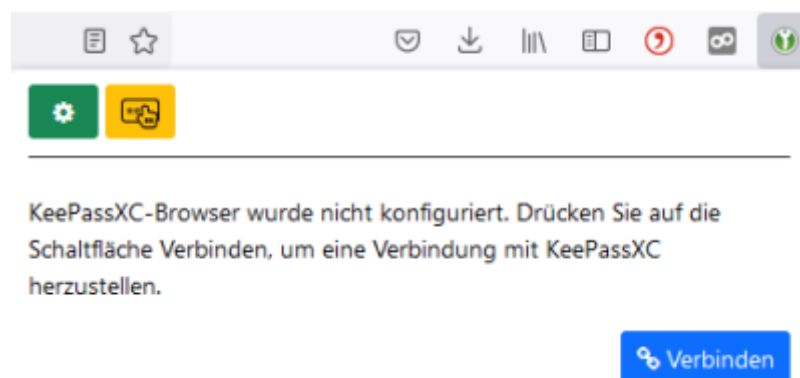 KeePassXC-Browser wurde nicht konfiguriert. Drücken Sie auf die
Schaltfläche Verbinden, um eine Verbindung mit KeePassXC
herzustellen.
Verbinden